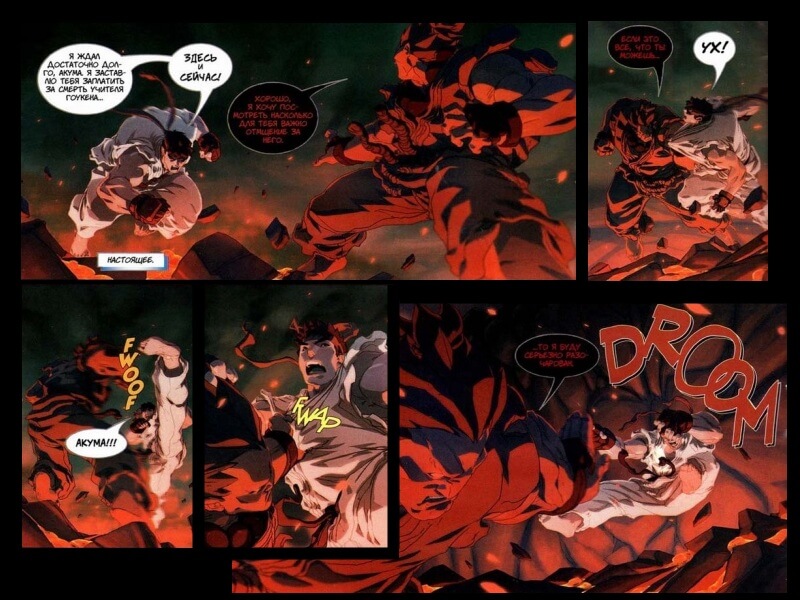 Я ЖДАЛ
ДОСТАТОЧНО ДОЛ-
ГО, АКУМА. Я ЗАСТАВ-
ЛЮ ТЕБЯ ЗАПЛАТИТЬ
ЗА СМЕРТЬ УЧИТЕЛЯ
ГОУКЕНА...
ЗДЕСЬ
И
СЕЙЧАС!
ХОРОШО,
Я ХОЧУ ПОС-
МОТРЕТЬ НАСКОЛЬКО
ДЛЯ ТЕБЯ ВАЖНО
ОТМЩЕНИЕ ЗА
НЕГО.
НАСТОЯЩЕЕ.
ЕСЛИ ЭТО
ВСЕ, ЧТО ТЫ
МОЖЕШЬ...
УХ!
FWOOF
АКУМА!!!
FWAP
...ТО Я БУДУ
СЕРЬЕЗНО РАЗО-
ЧАРОВАН.
DROOM